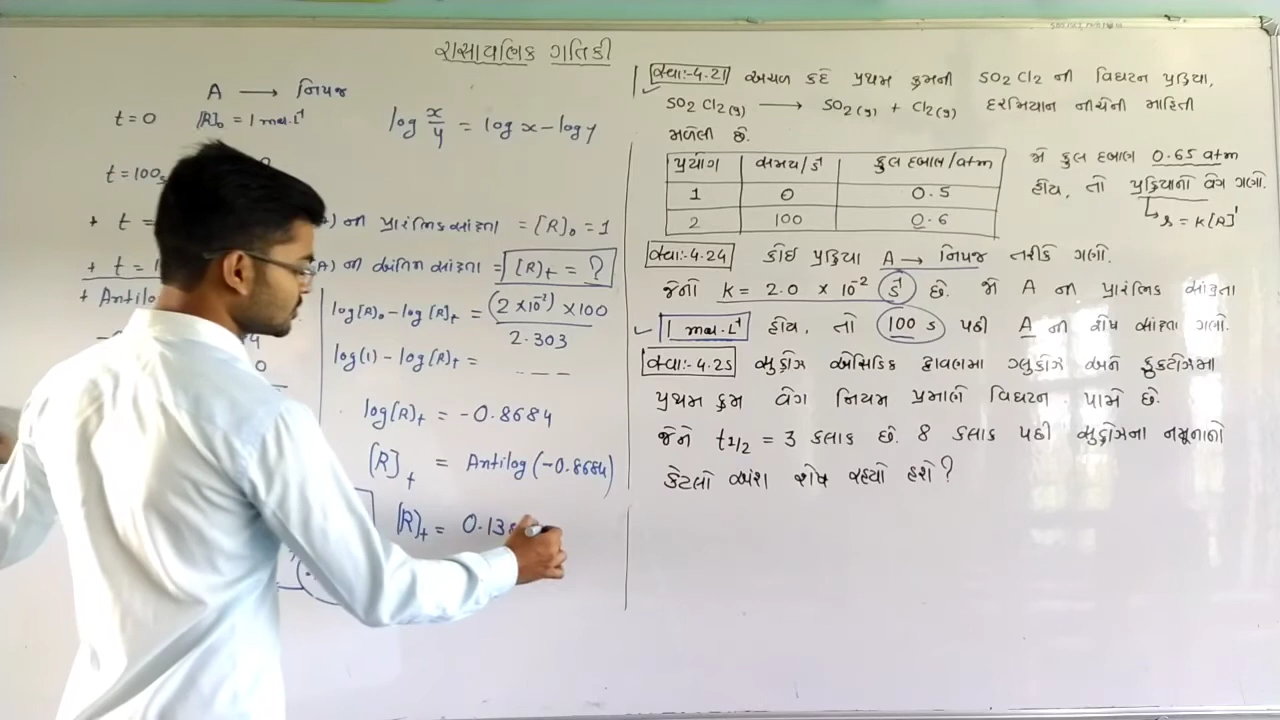 રાસાયણિક ગતિકી
A ⟶ નિપજ
t = 0 [R]₀ = 1 mol.L⁻¹
log x/y = log x – log y
t = 100
+ t =
ની પ્રારંભિક સાંદ્રતા = [R]₀ = 1
+ t = 1
A) ની અંતિમ સાંદ્રતા = [R]t = ?
+ Antilo
log[R]₀ – log[R]t = (2 × 10⁻²) × 100 / 2.303
log(1) – log[R]t = - - - -
log[R]t = –0.8684
[R]t = Antilog (–0.8684)
[R]t = 0.13
સ્વા:-4.21 અચળ કદે પ્રથમ ક્રમની SO2Cl2 ની વિઘટન પ્રક્રિયા,
SO2Cl2(g) ⟶ SO2(g) + Cl2(g) દરમિયાન નીચેની માહિતી
મળેલી છે.
પ્રયોગ સમય/s⁻¹ કુલ દબાણ/atm
1 0 0.5
2 100 0.6
જો કુલ દબાણ 0.65 atm
હોય, તો પ્રક્રિયાનો વેગ ગણો.
r = K[R]¹
સ્વા:-4.24 કોઈ પ્રક્રિયા A → નિપજ તરીકે ગણો.
જેનો k = 2.0 × 10⁻² s⁻¹ છે. જો A ની પ્રારંભિક સાંદ્રતા
1 mol.L⁻¹ હોય, તો 100 s પછી A ની શેષ સાંદ્રતા ગણો.
સ્વા:-4.25 સુક્રોઝ એસિડિક દ્રાવણમાં ગ્લુકોઝ અને ફ્રુકટોઝમાં
પ્રથમ ક્રમ વેગ નિયમ પ્રમાણે વિઘટન પામે છે.
જેને t1/2 = 3 કલાક છે. 8 કલાક પછી સુક્રોઝના નમૂનાનો
કેટલો અંશ શેષ રહ્યો હશે?